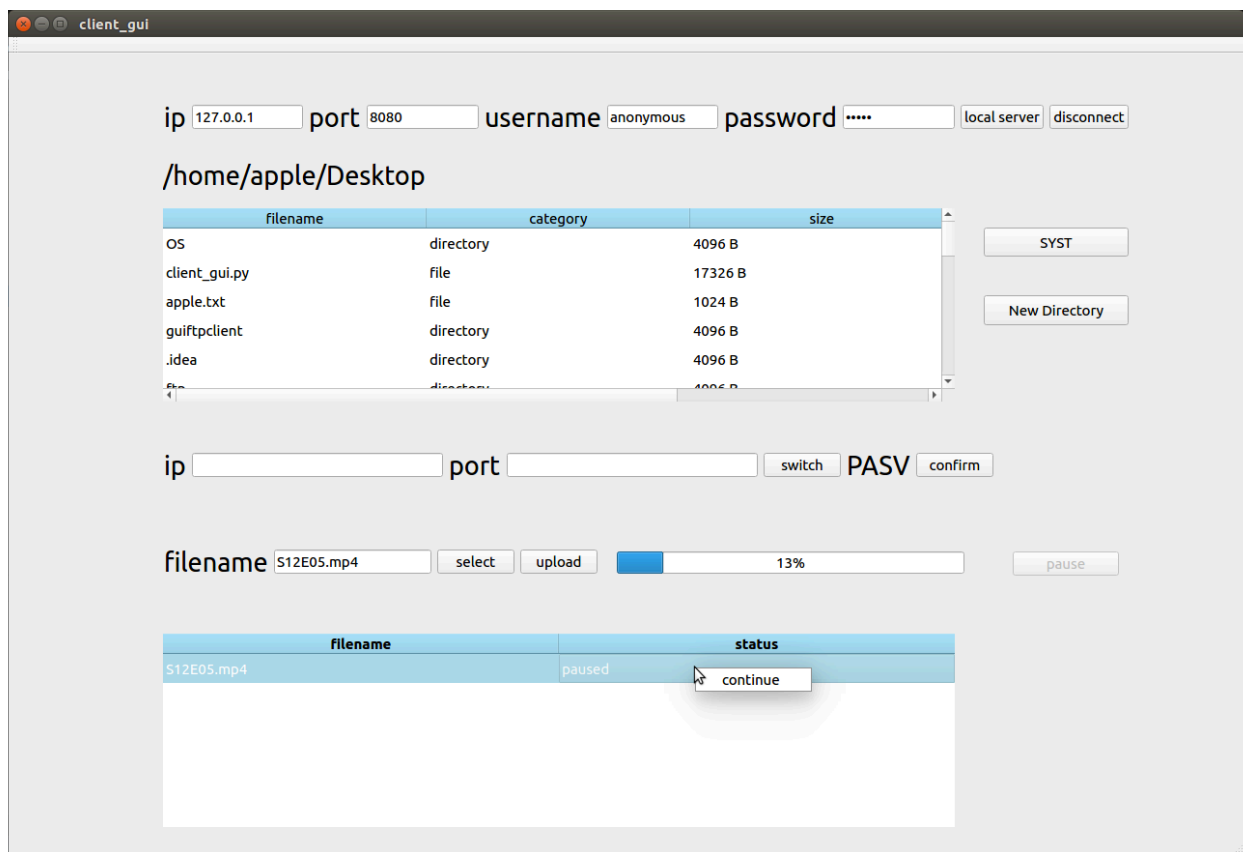 client_gui
ip 127.0.0.1 port 8080 username anonymous password ••••• local server disconnect
/home/apple/Desktop
filename category size
OS directory 4096 B
SYST
client_gui.py file 17326 B
apple.txt file 1024 B
New Directory
guiftpclient directory 4096 B
.idea directory 4096 B
ftp directory 4096 B
ip port switch PASV confirm
filename S12E05.mp4 select upload 13% pause
filename status
S12E05.mp4 paused continue